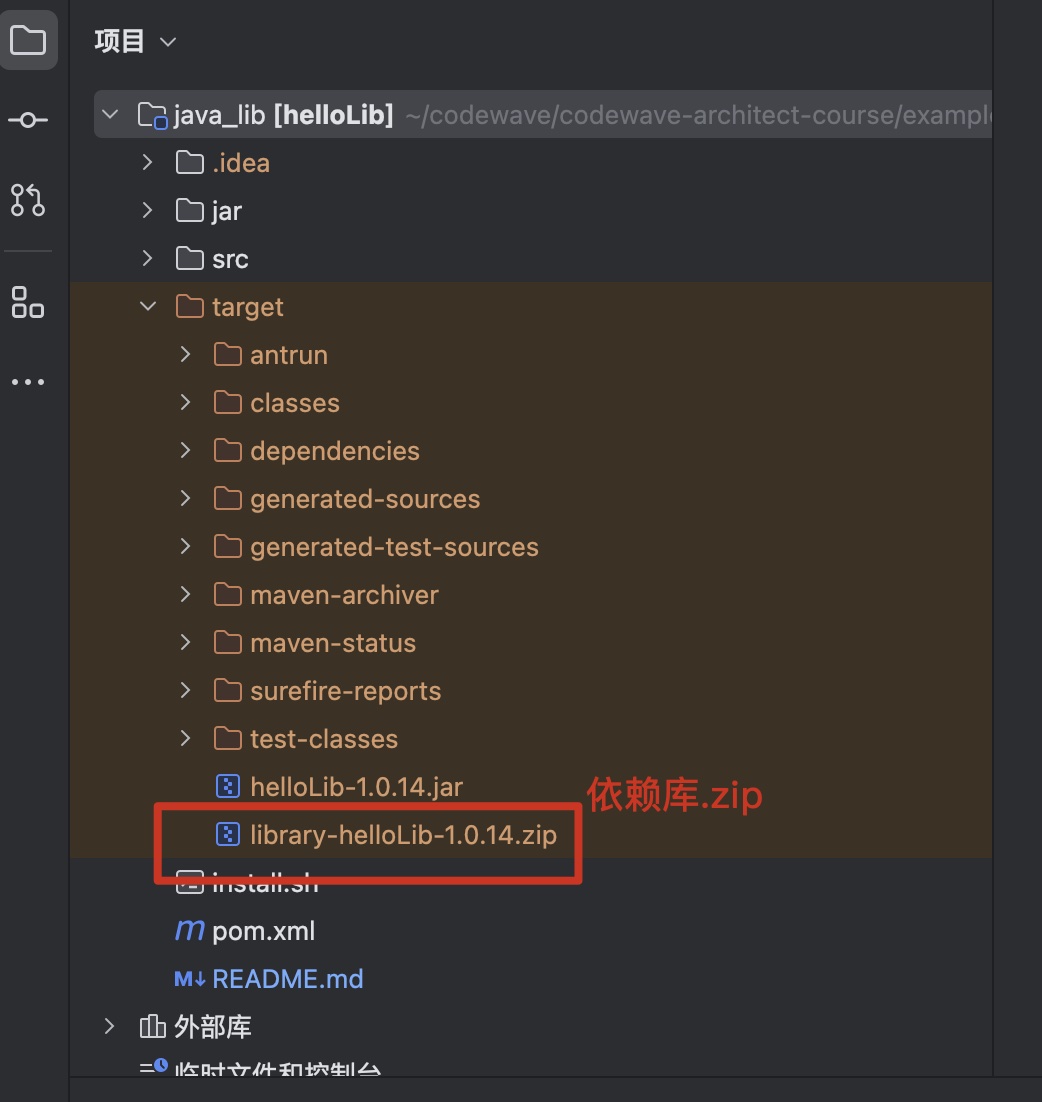 项目
java_lib [helloLib] ~/codewave/codewave-architect-course/example
.idea
jar
src
target
antrun
classes
dependencies
generated-sources
generated-test-sources
maven-archiver
maven-status
surefire-reports
test-classes
helloLib-1.0.14.jar
依赖库.zip
library-helloLib-1.0.14.zip
install.sh
pom.xml
README.md
外部库
临时文件和控制台